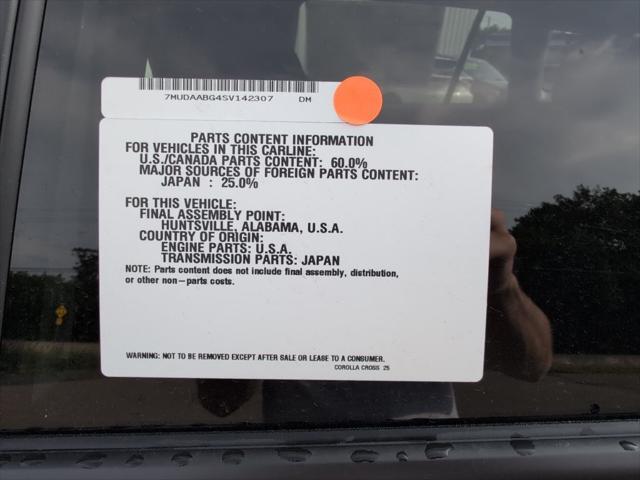 7MUDAABG4SV142307 DM
PARTS CONTENT INFORMATION
FOR VEHICLES IN THIS CARLINE:
U.S./CANADA PARTS CONTENT: 60.0%
MAJOR SOURCES OF FOREIGN PARTS CONTENT:
JAPAN : 25.0%
FOR THIS VEHICLE:
FINAL ASSEMBLY POINT:
HUNTSVILLE, ALABAMA, U.S.A.
COUNTRY OF ORIGIN:
ENGINE PARTS: U.S.A.
TRANSMISSION PARTS: JAPAN
NOTE: Parts content does not include final assembly, distribution,
or other non-parts costs.
WARNING: NOT TO BE REMOVED EXCEPT AFTER SALE OR LEASE TO A CONSUMER.
COROLLA CROSS 25